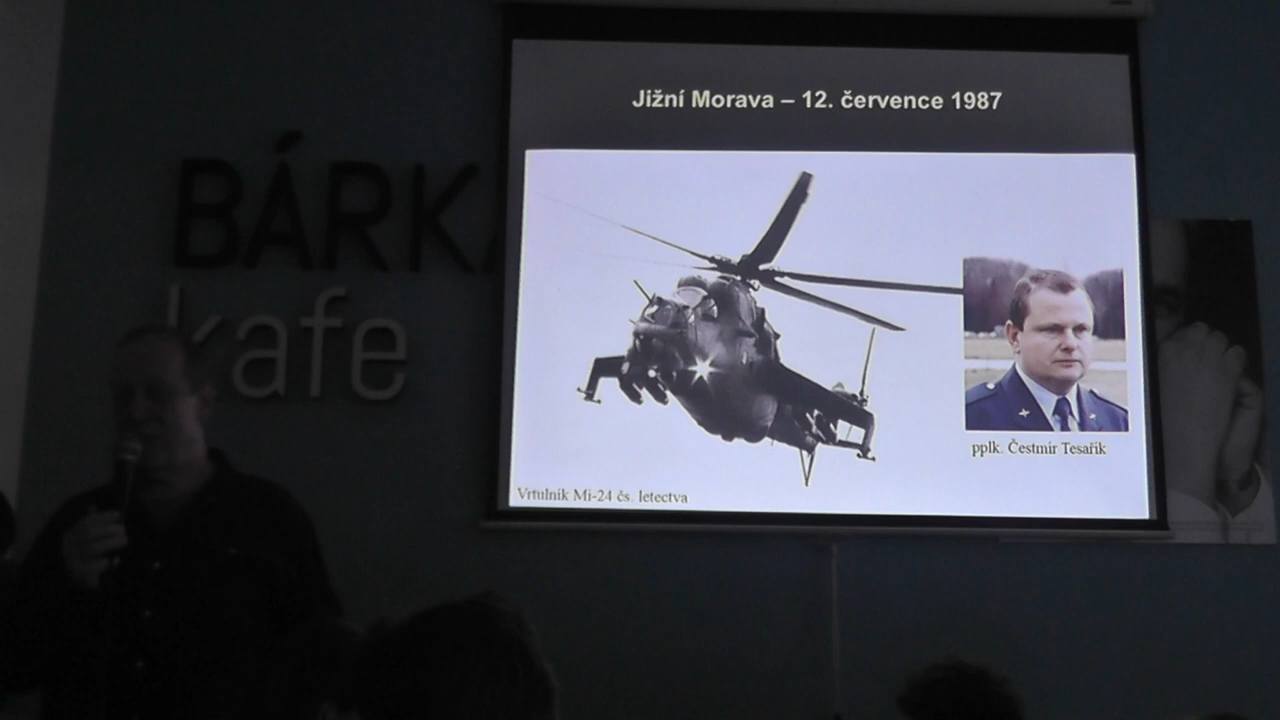 Jižní Morava – 12. července 1987
BÁRKA
kafe
pplk. Čestmír Tesařík
Vrtulník Mi-24 čs. letectva